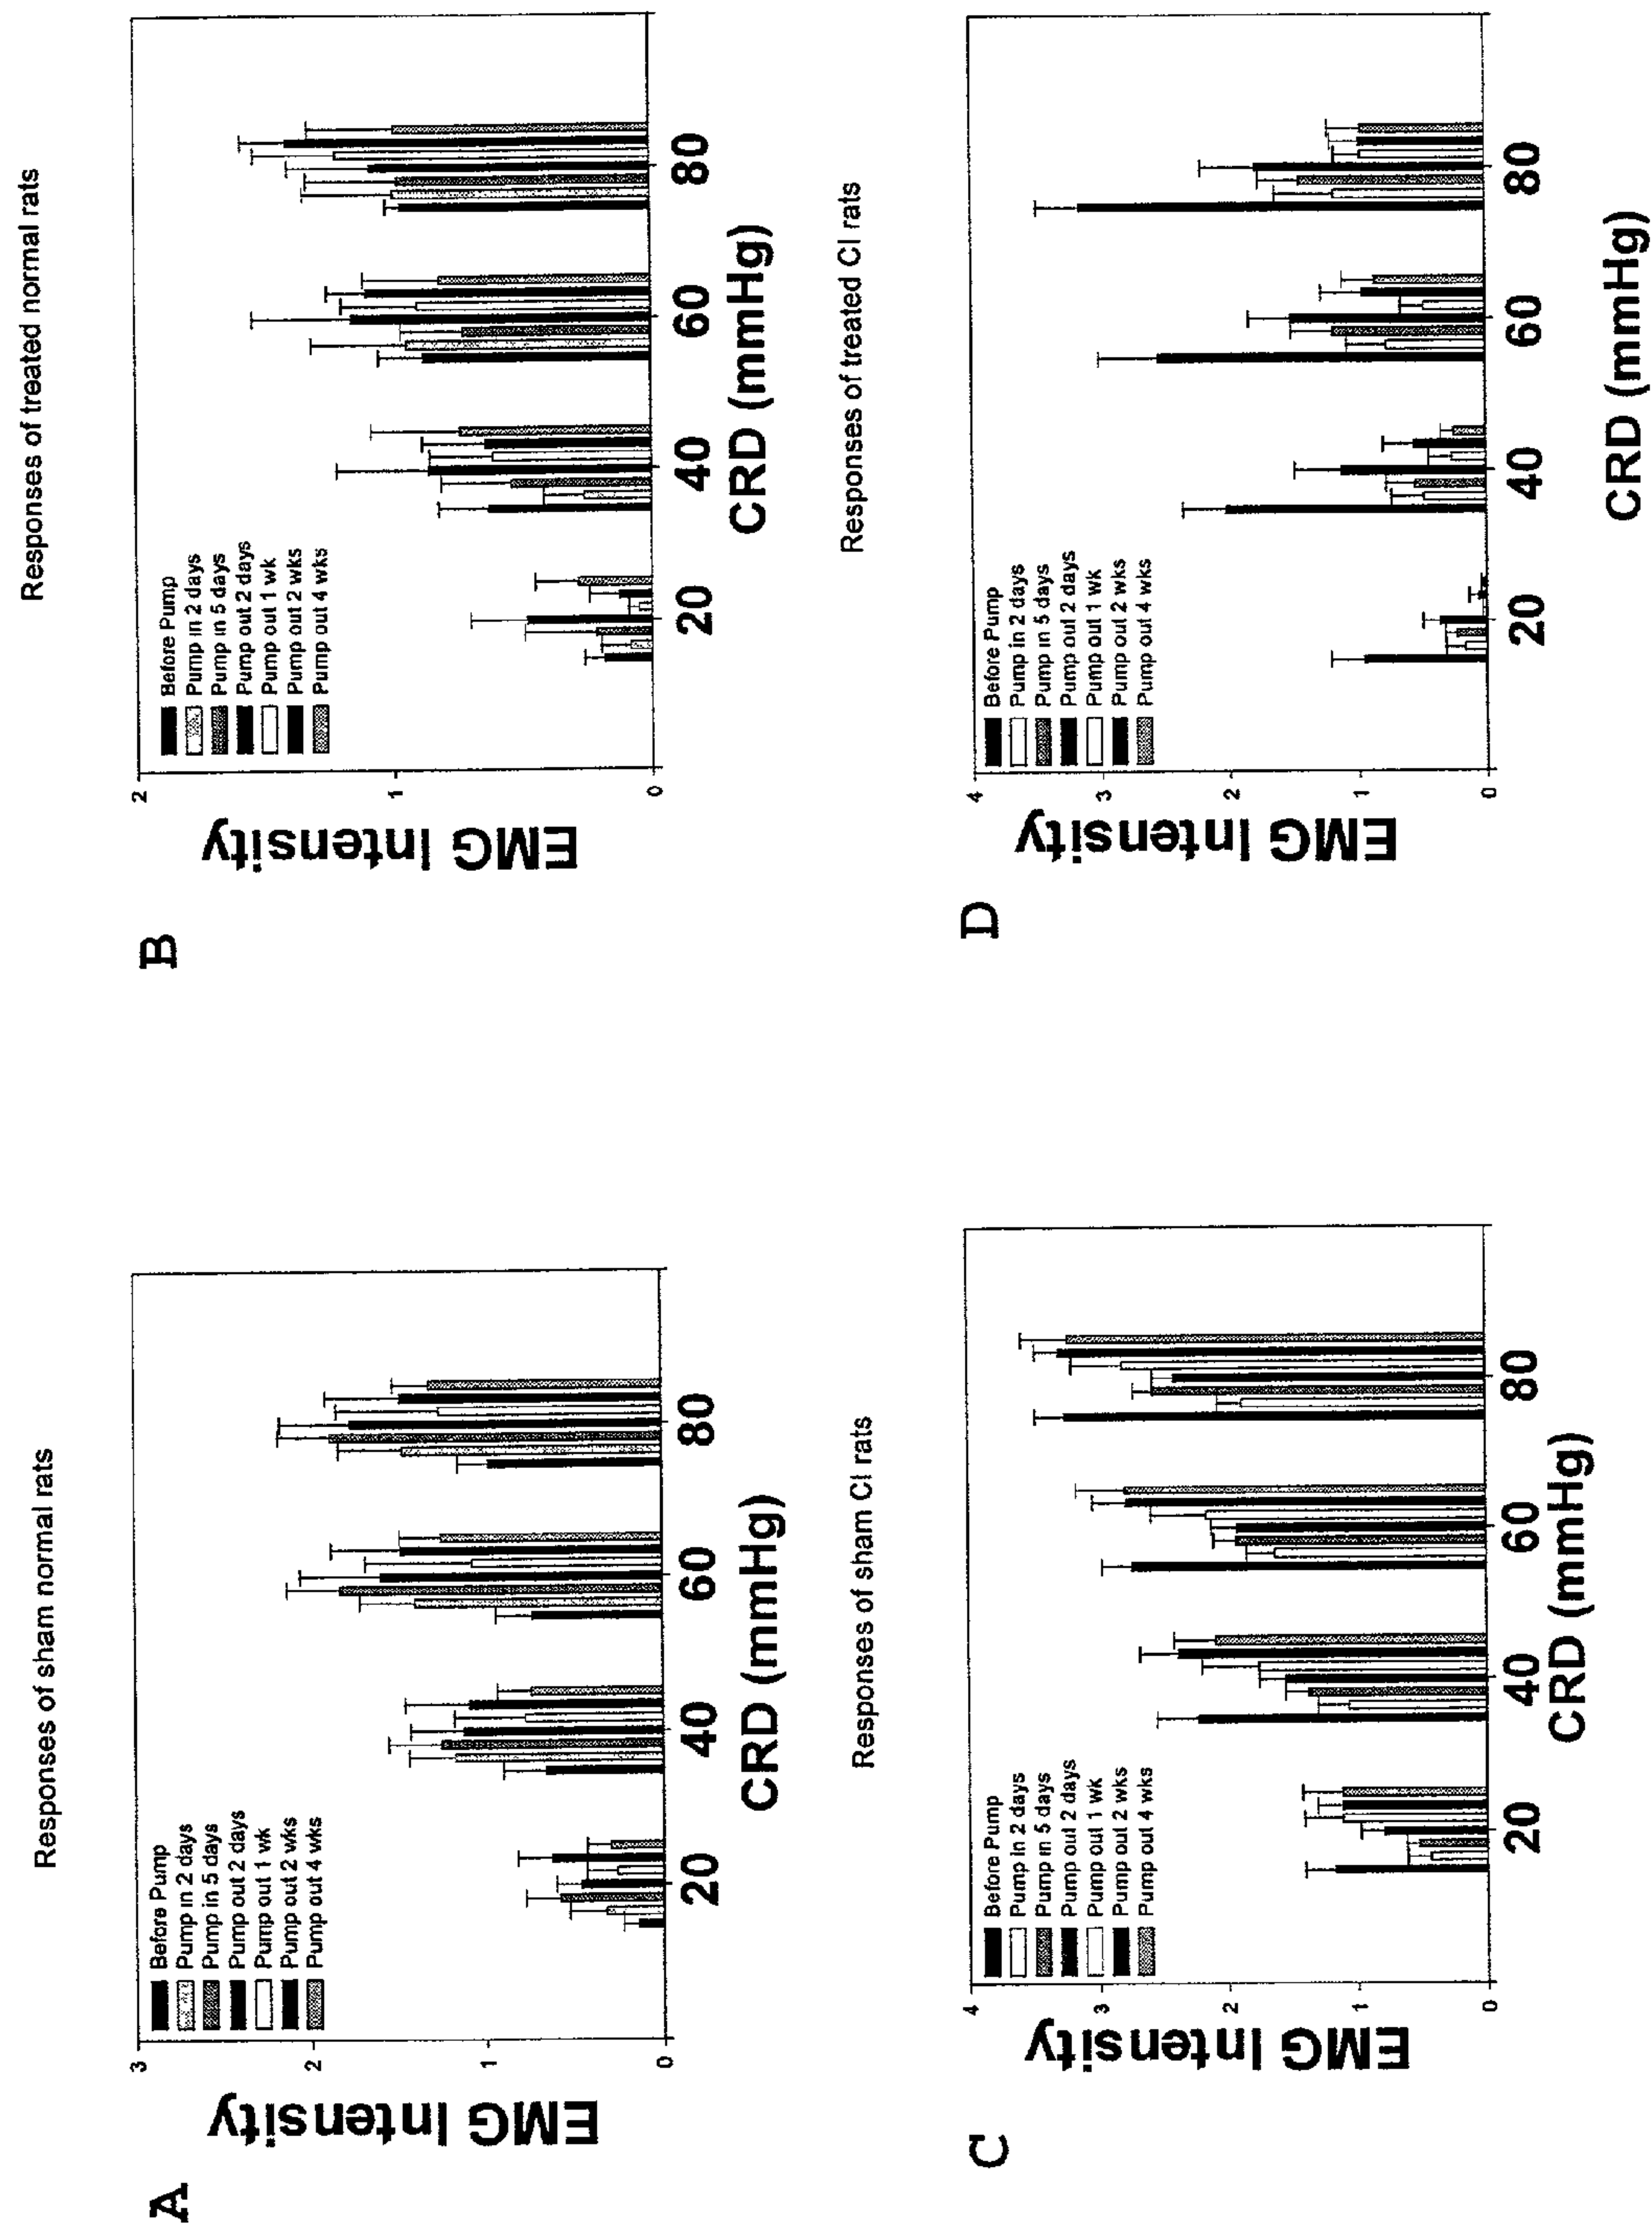 A
Responses of sham normal rats
EMG Intensity
3
2
1
0
Before Pump
Pump in 2 days
Pump in 5 days
Pump out 2 days
Pump out 1 wk
Pump out 2 wks
Pump out 4 wks
20
40
60
80
CRD (mmHg)
B
Responses of treated normal rats
EMG Intensity
2
1
0
Before Pump
Pump in 2 days
Pump in 5 days
Pump out 2 days
Pump out 1 wk
Pump out 2 wks
Pump out 4 wks
20
40
60
80
CRD (mmHg)
C
Responses of sham CI rats
EMG Intensity
4
3
2
1
0
Before Pump
Pump in 2 days
Pump in 5 days
Pump out 2 days
Pump out 1 wk
Pump out 2 wks
Pump out 4 wks
20
40
60
80
CRD (mmHg)
D
Responses of treated CI rats
EMG Intensity
4
3
2
1
0
Before Pump
Pump in 2 days
Pump in 5 days
Pump out 2 days
Pump out 1 wk
Pump out 2 wks
Pump out 4 wks
20
40
60
80
CRD (mmHg)